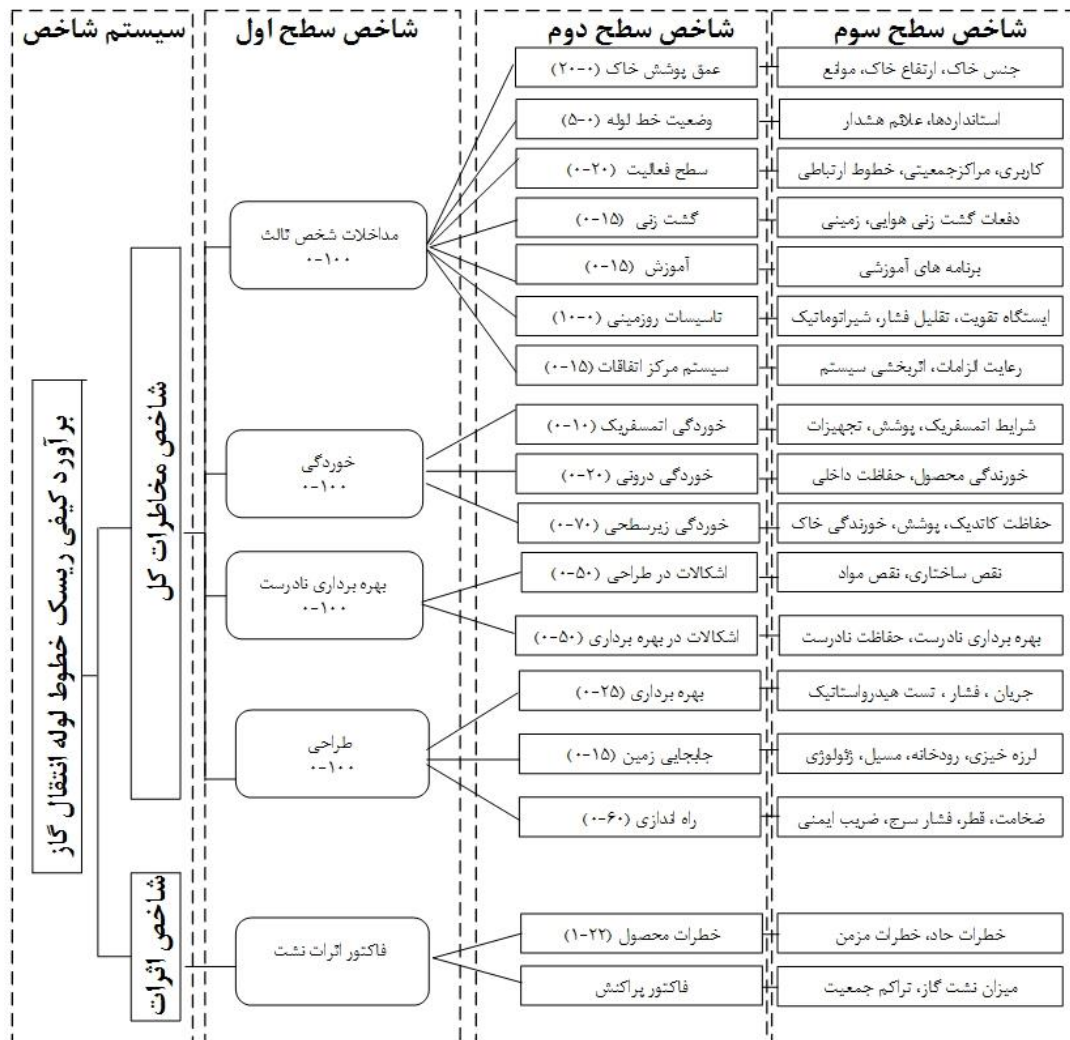 سیستم شاخص
شاخص سطح اول
شاخص سطح دوم
شاخص سطح سوم
برآورد کیفی ریسک خطوط لوله انتقال گاز
شاخص مخاطرات کل
شاخص اثرات
مداخلات شخص ثالث
۰-۱۰۰
خوردگی
۰-۱۰۰
بهره برداری نادرست
۰-۱۰۰
طراحی
۰-۱۰۰
فاکتور اثرات نشت
عمق پوشش خاک (۰-۲۰)
جنس خاک، ارتفاع خاک، موانع
وضعیت خط لوله (۰-۵)
استانداردها، علائم هشدار
سطح فعالیت (۰-۲۰)
کاربری، مراکزجمعیتی، خطوط ارتباطی
گشت زنی (۰-۱۵)
دفعات گشت زنی هوایی، زمینی
آموزش (۰-۱۵)
برنامه های آموزشی
تاسیسات روزمینی (۰-۱۰)
ایستگاه تقویت، تقلیل فشار، شیراتوماتیک
سیستم مرکز اتفاقات (۰-۱۵)
رعایت الزامات، اثربخشی سیستم
خوردگی اتمسفریک (۰-۱۰)
شرایط اتمسفریک، پوشش، تجهیزات
خوردگی درونی (۰-۲۰)
خورندگی محصول، حفاظت داخلی
خوردگی زیرسطحی (۰-۷۰)
حفاظت کاتدیک، پوشش، خورندگی خاک
اشکالات در طراحی (۰-۵۰)
نقص ساختاری، نقص مواد
اشکالات در بهره برداری (۰-۵۰)
بهره برداری نادرست، حفاظت نادرست
بهره برداری (۰-۲۵)
جریان ، فشار ، تست هیدرواستاتیک
جابجایی زمین (۰-۱۵)
لرزه خیزی، رودخانه، مسیل، ژئولوژی
راه اندازی (۰-۶۰)
ضخامت، قطر، فشار سرج، ضریب ایمنی
خطرات محصول (۱-۲۲)
خطرات حاد، خطرات مزمن
فاکتور پراکنش
میزان نشت گاز، تراکم جمعیت